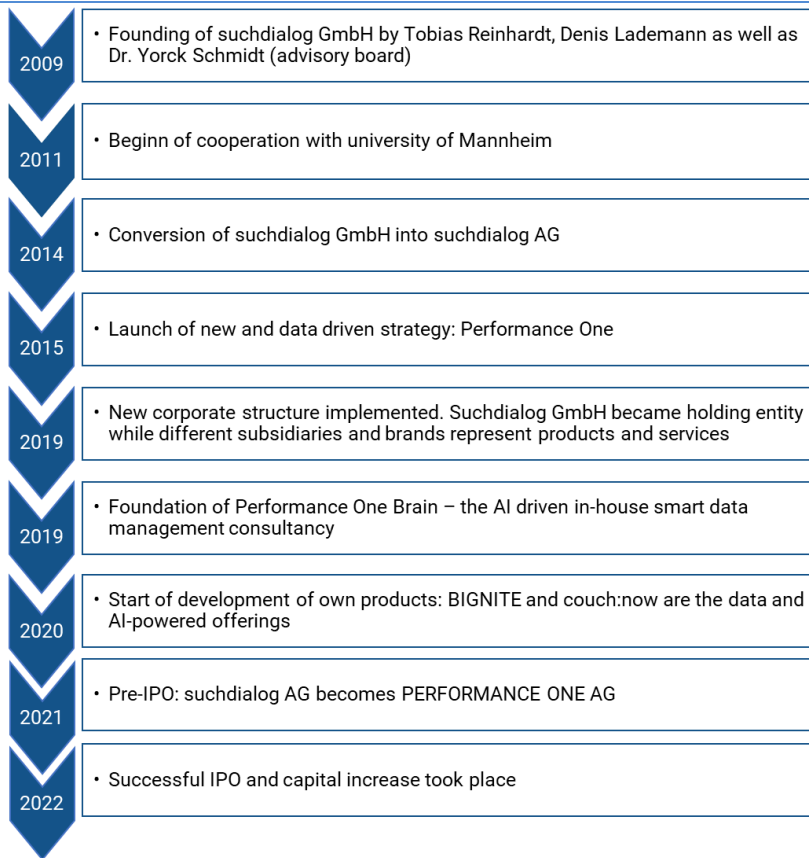 2009
• Founding of suchdialog GmbH by Tobias Reinhardt, Denis Lademann as well as
Dr. Yorck Schmidt (advisory board)
2011
• Beginn of cooperation with university of Mannheim
2014
• Conversion of suchdialog GmbH into suchdialog AG
2015
• Launch of new and data driven strategy: Performance One
2019
• New corporate structure implemented. Suchdialog GmbH became holding entity
while different subsidiaries and brands represent products and services
2019
• Foundation of Performance One Brain – the AI driven in-house smart data
management consultancy
2020
• Start of development of own products: BIGNITE and couch:now are the data and
AI-powered offerings
2021
• Pre-IPO: suchdialog AG becomes PERFORMANCE ONE AG
2022
• Successful IPO and capital increase took place